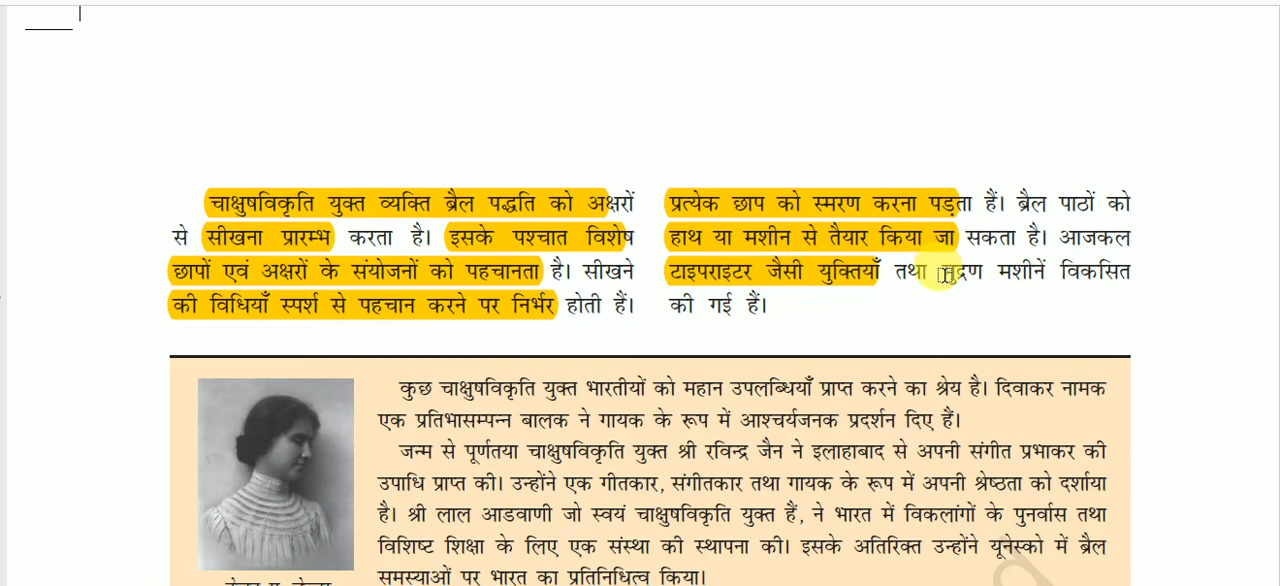 चाक्षुषविकृति युक्त व्यक्ति ब्रैल पद्धति को अक्षरों
से सीखना प्रारम्भ करता है। इसके पश्चात विशेष
छापों एवं अक्षरों के संयोजनों को पहचानता है। सीखने
की विधियाँ स्पर्श से पहचान करने पर निर्भर होती हैं।
प्रत्येक छाप को स्मरण करना पड़ता हैं। ब्रैल पाठों को
हाथ या मशीन से तैयार किया जा सकता है। आजकल
टाइपराइटर जैसी युक्तियाँ तथा मुद्रण मशीनें विकसित
की गई हैं।
कुछ चाक्षुषविकृति युक्त भारतीयों को महान उपलब्धियाँ प्राप्त करने का श्रेय है। दिवाकर नामक
एक प्रतिभासम्पन्न बालक ने गायक के रूप में आश्चर्यजनक प्रदर्शन दिए हैं।
जन्म से पूर्णतया चाक्षुषविकृति युक्त श्री रविन्द्र जैन ने इलाहाबाद से अपनी संगीत प्रभाकर की
उपाधि प्राप्त की। उन्होंने एक गीतकार, संगीतकार तथा गायक के रूप में अपनी श्रेष्ठता को दर्शाया
है। श्री लाल आडवाणी जो स्वयं चाक्षुषविकृति युक्त हैं, ने भारत में विकलांगों के पुनर्वास तथा
विशिष्ट शिक्षा के लिए एक संस्था की स्थापना की। इसके अतिरिक्त उन्होंने यूनेस्को में ब्रैल
समस्याओं पर भारत का प्रतिनिधित्व किया।